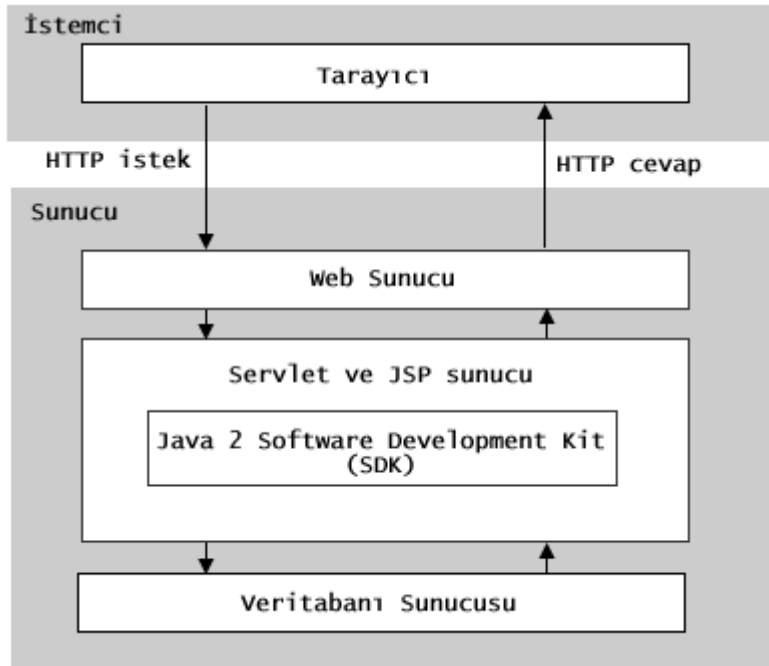 İstemci
Tarayıcı
HTTP istek
HTTP cevap
Sunucu
Web Sunucu
Servlet ve JSP sunucu
Java 2 Software Development Kit
(SDK)
Veritabanı Sunucusu